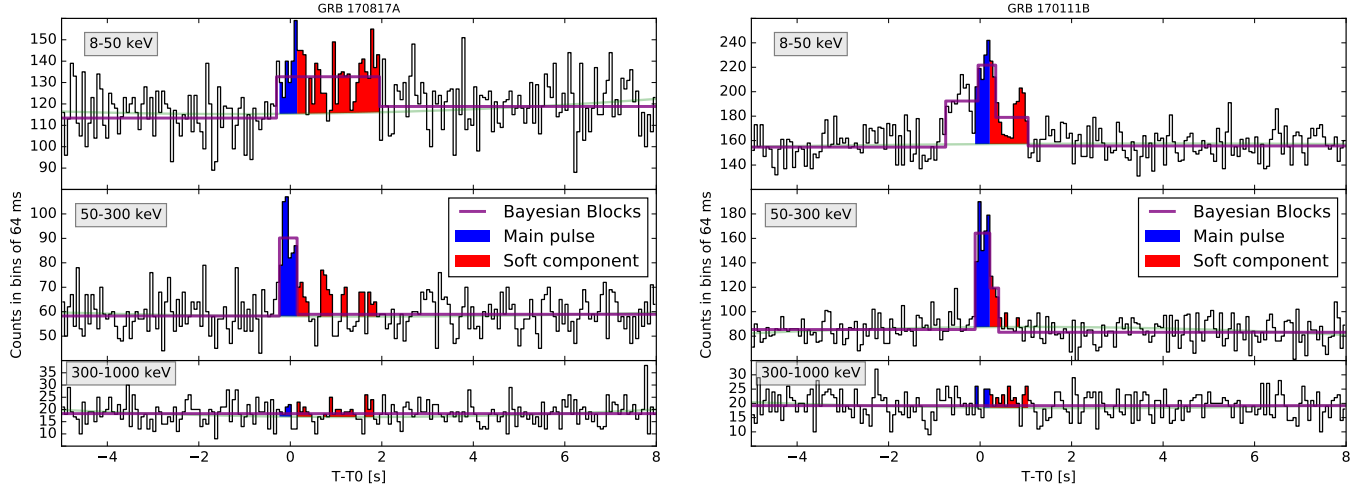 GRB 170817A
8-50 keV
150
140
130
120
110
100
90
50-300 keV
100
90
80
70
60
50
Bayesian Blocks
Main pulse
Soft component
300-1000 keV
35
30
25
20
15
10
Counts in bins of 64 ms
−4
−2
0
2
4
6
8
T-T0 [s]
GRB 170111B
8-50 keV
240
220
200
180
160
140
50-300 keV
180
160
140
120
100
80
Bayesian Blocks
Main pulse
Soft component
300-1000 keV
30
25
20
15
10
Counts in bins of 64 ms
−4
−2
0
2
4
6
8
T-T0 [s]